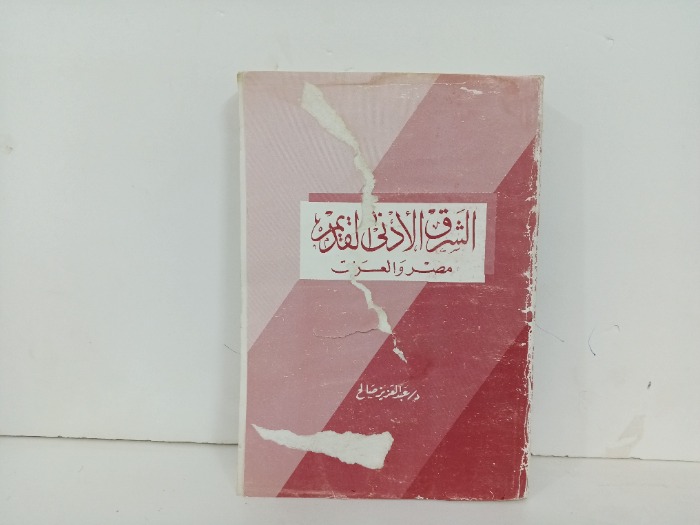 الشرق الأدنى القديم
مصر والعراق
د/عبد العزيز صالح